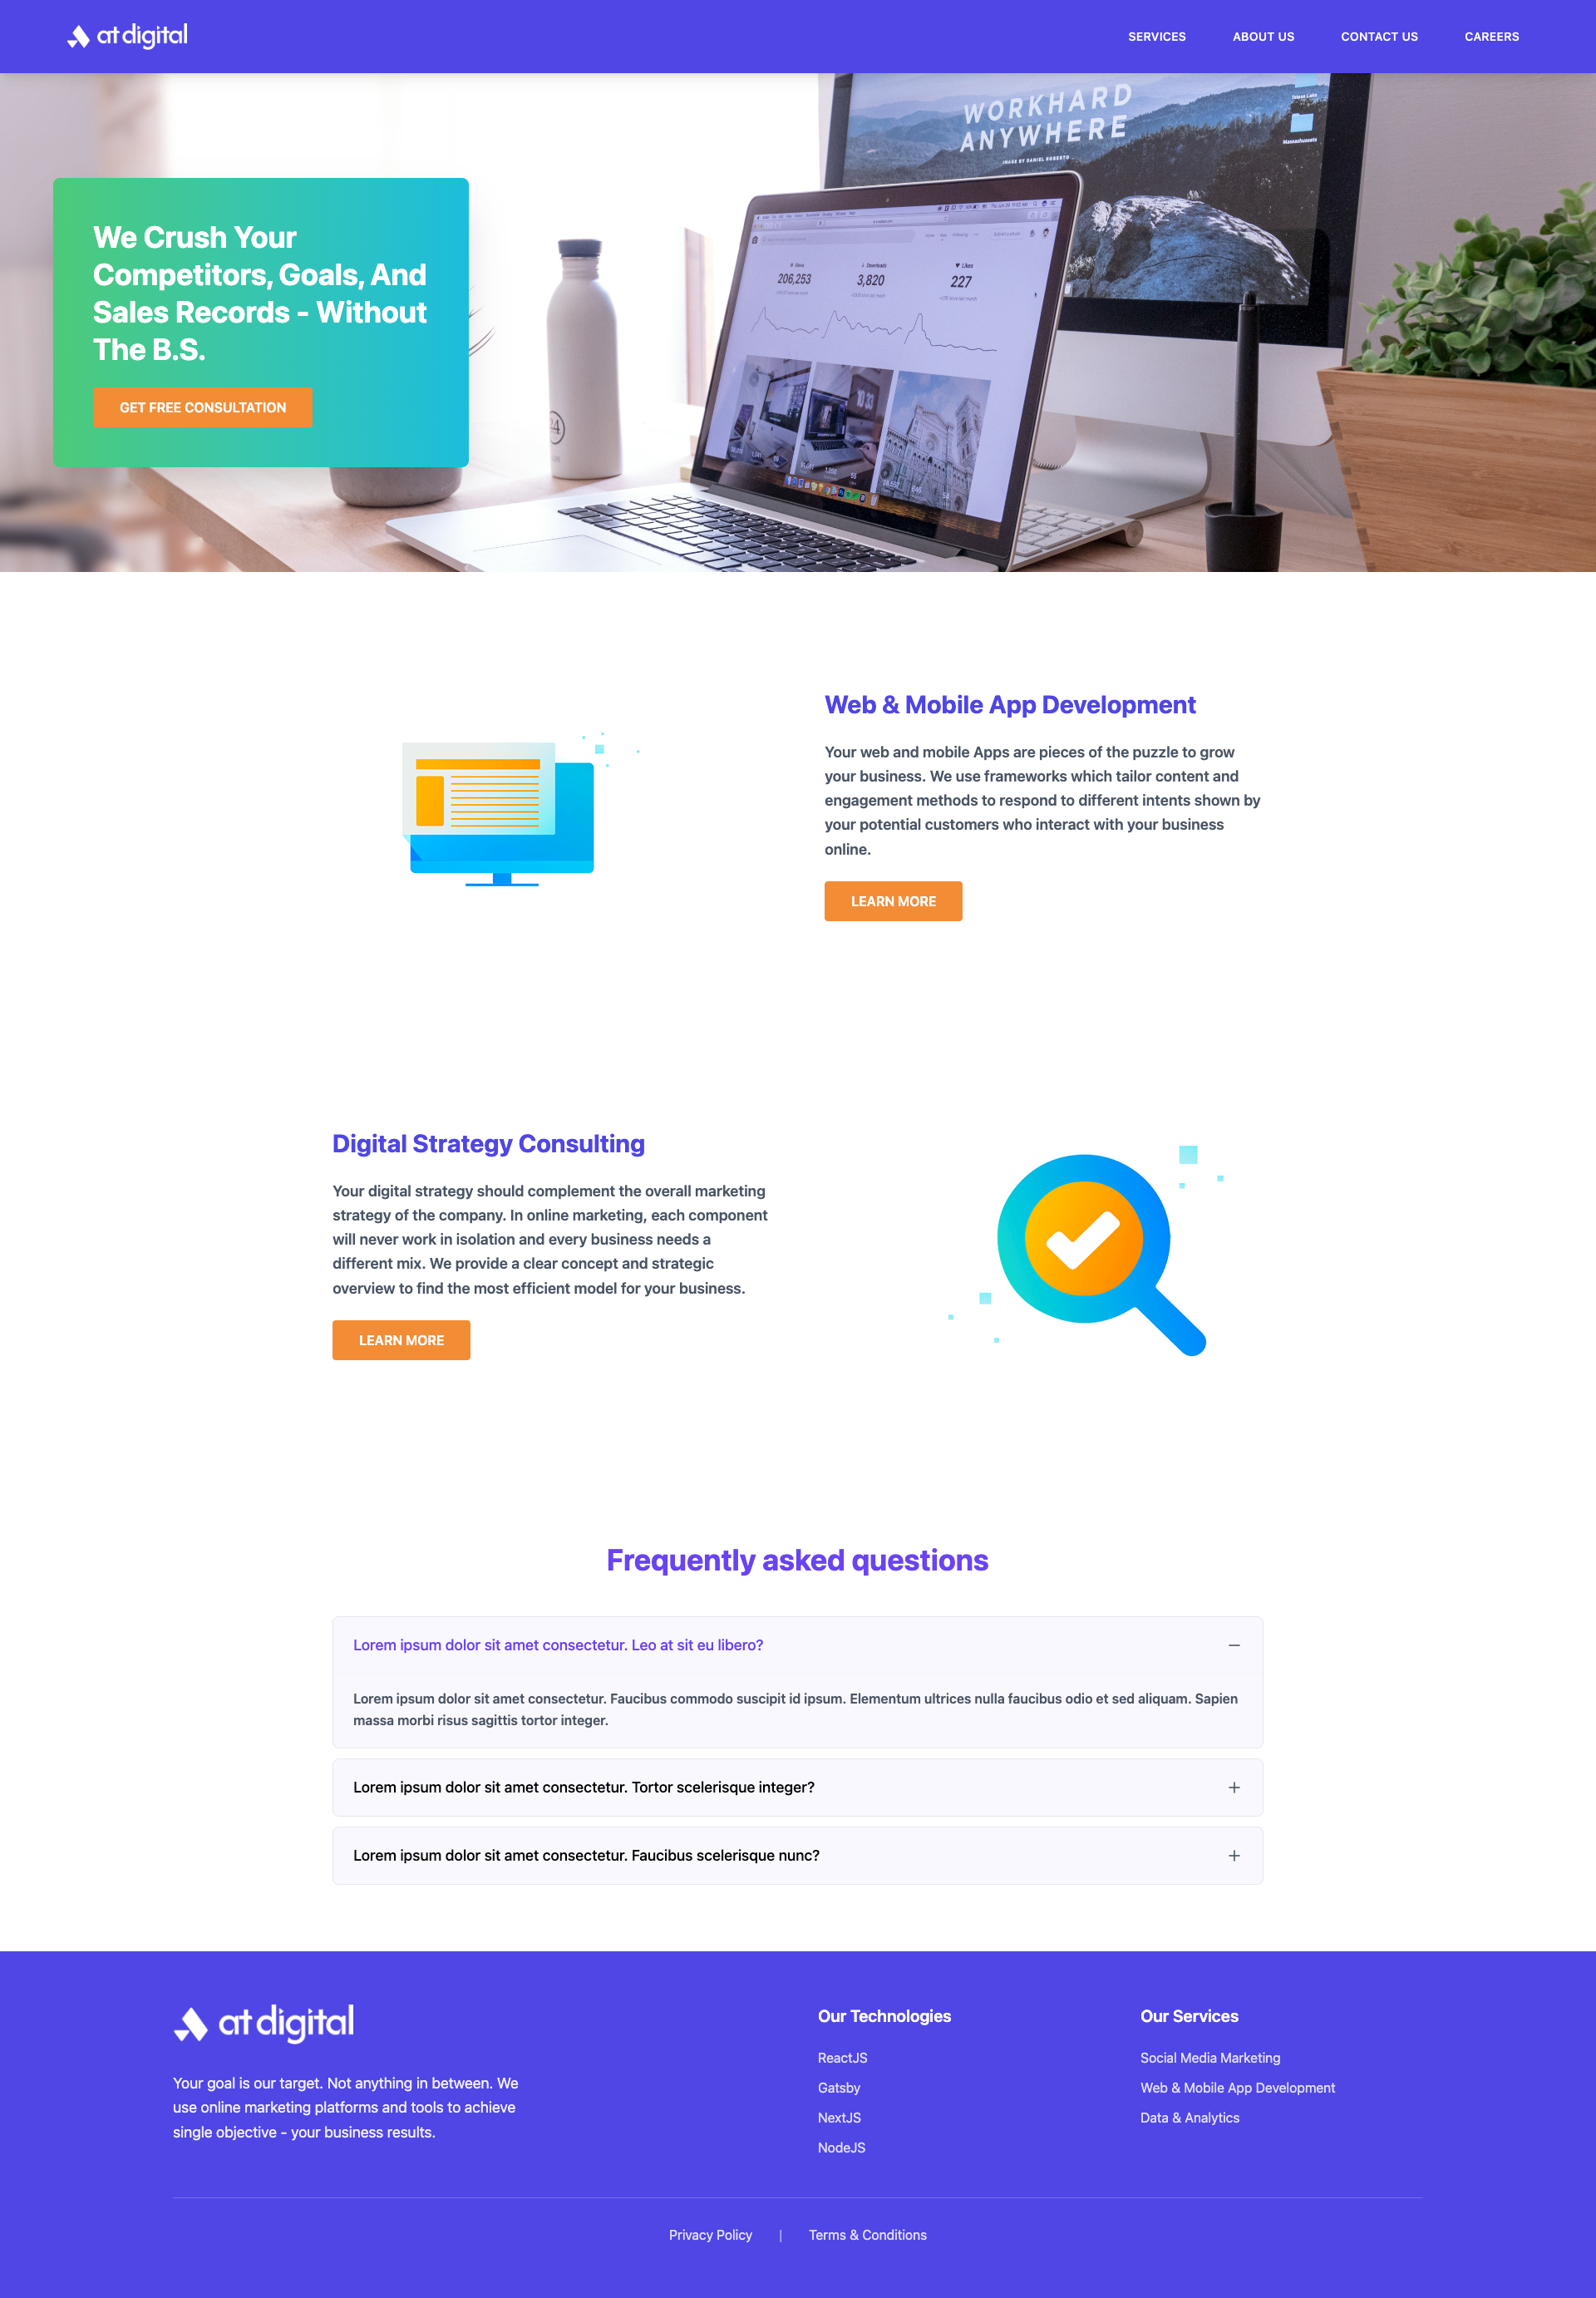 at digital
SERVICES
ABOUT US
CONTACT US
CAREERS
WORKHARD
ANYWHERE
IMAGE BY DANIEL ROBERTO
Massachusetts
We Crush Your
Competitors, Goals, And
Sales Records - Without
The B.S.
GET FREE CONSULTATION
Downloads
Likes
206,253
3,820
227
Web & Mobile App Development
Your web and mobile Apps are pieces of the puzzle to grow
your business. We use frameworks which tailor content and
engagement methods to respond to different intents shown by
your potential customers who interact with your business
online.
LEARN MORE
Digital Strategy Consulting
Your digital strategy should complement the overall marketing
strategy of the company. In online marketing, each component
will never work in isolation and every business needs a
different mix. We provide a clear concept and strategic
overview to find the most efficient model for your business.
LEARN MORE
Frequently asked questions
Lorem ipsum dolor sit amet consectetur. Leo at sit eu libero?
Lorem ipsum dolor sit amet consectetur. Faucibus commodo suscipit id ipsum. Elementum ultrices nulla faucibus odio et sed aliquam. Sapien
massa morbi risus sagittis tortor integer.
Lorem ipsum dolor sit amet consectetur. Tortor scelerisque integer?
Lorem ipsum dolor sit amet consectetur. Faucibus scelerisque nunc?
at digital
Your goal is our target. Not anything in between. We
use online marketing platforms and tools to achieve
single objective - your business results.
Our Technologies
ReactJS
Gatsby
NextJS
NodeJS
Our Services
Social Media Marketing
Web & Mobile App Development
Data & Analytics
Privacy Policy | Terms & Conditions